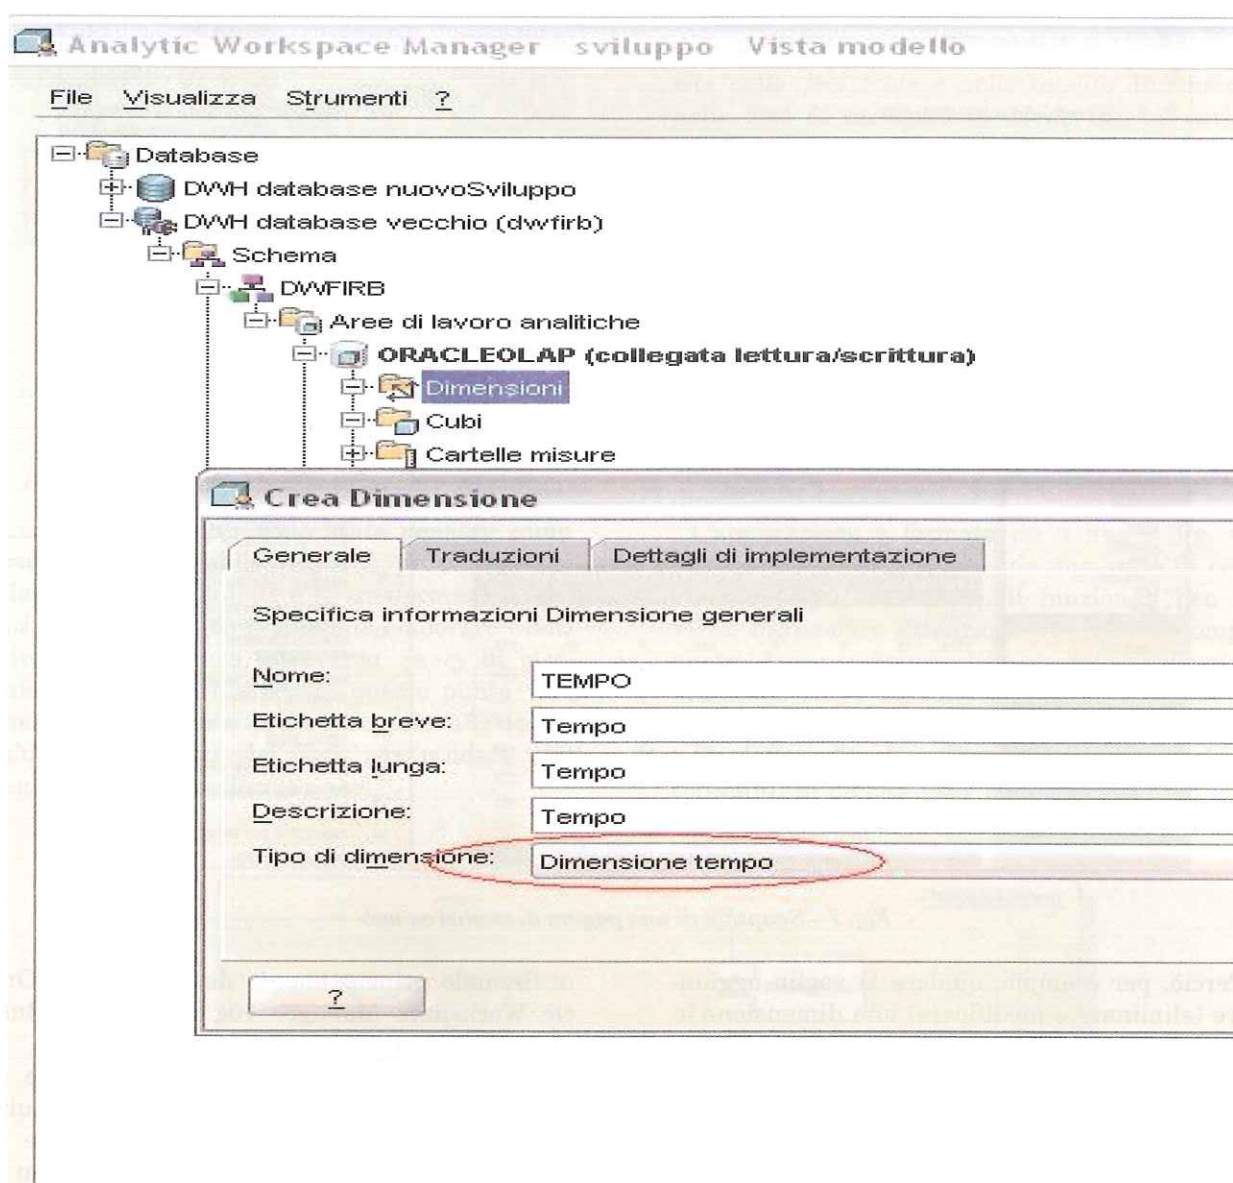 Analytic Workspace Manager sviluppo Vista modello
File Visualizza Strumenti ?
Database
DWH database nuovoSviluppo
DWH database vecchio (dwfirb)
Schema
DWFIRB
Aree di lavoro analitiche
ORACLEOLAP (collegata lettura/scrittura)
Dimensioni
Cubi
Cartelle misure
Crea Dimensione
Generale Traduzioni Dettagli di implementazione
Specifica informazioni Dimensione generali
Nome: TEMPO
Etichetta breve: Tempo
Etichetta lunga: Tempo
Descrizione: Tempo
Tipo di dimensione: Dimensione tempo
?